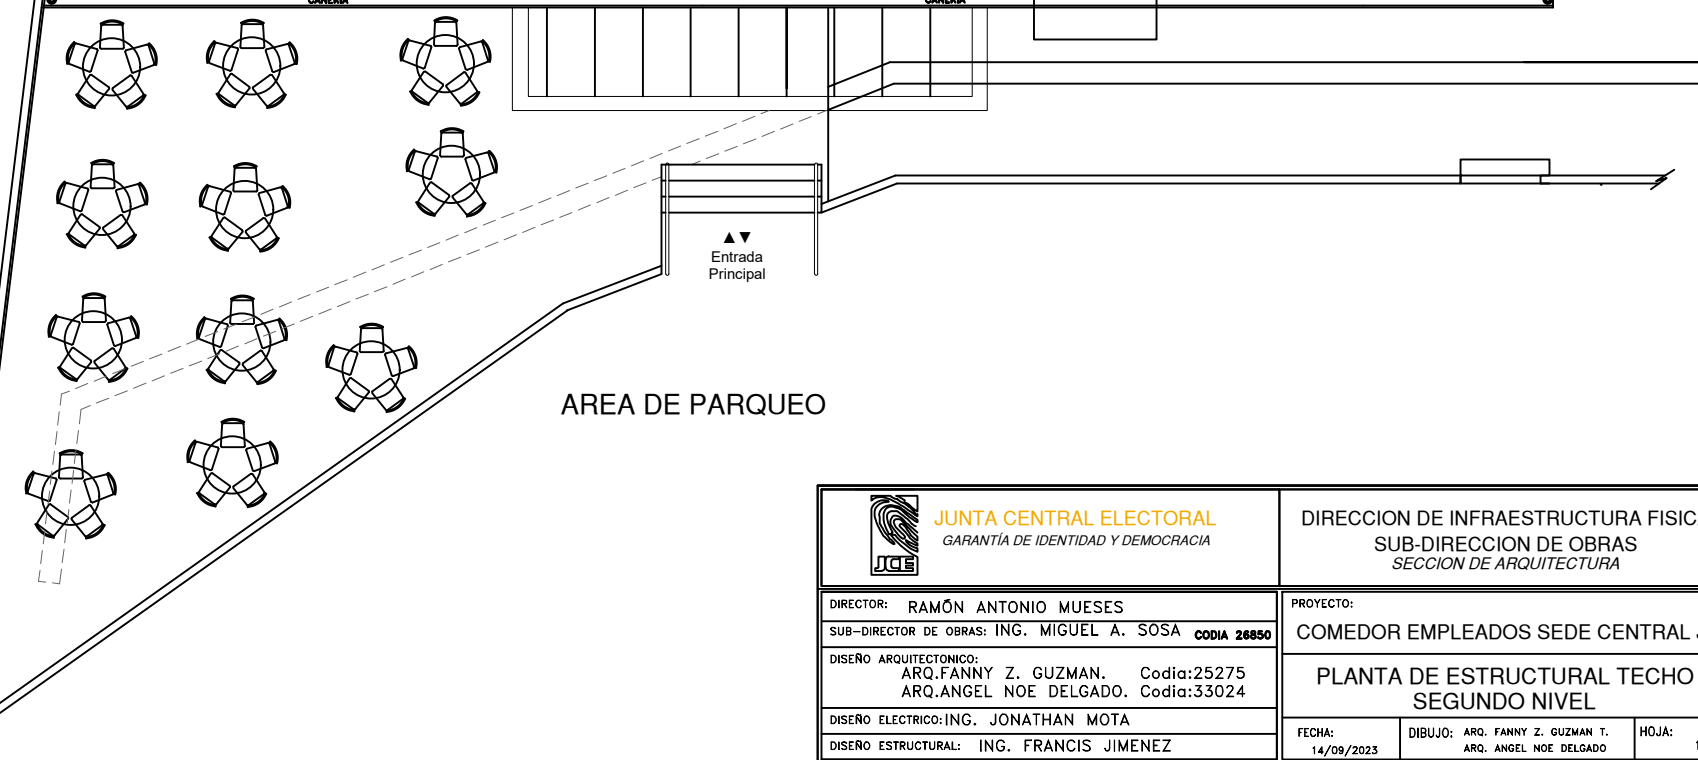 CAÑERIA
CAÑERIA
Entrada
Principal
AREA DE PARQUEO
JCE
JUNTA CENTRAL ELECTORAL
GARANTÍA DE IDENTIDAD Y DEMOCRACIA
DIRECCION DE INFRAESTRUCTURA FISIC
SUB-DIRECCION DE OBRAS
SECCION DE ARQUITECTURA
DIRECTOR: RAMÓN ANTONIO MUESES
SUB-DIRECTOR DE OBRAS: ING. MIGUEL A. SOSA CODIA 26850
DISEÑO ARQUITECTONICO:
ARQ.FANNY Z. GUZMAN. Codia:25275
ARQ.ANGEL NOE DELGADO. Codia:33024
DISEÑO ELECTRICO: ING. JONATHAN MOTA
DISEÑO ESTRUCTURAL: ING. FRANCIS JIMENEZ
PROYECTO:
COMEDOR EMPLEADOS SEDE CENTRAL
PLANTA DE ESTRUCTURAL TECHO
SEGUNDO NIVEL
FECHA:
14/09/2023
DIBUJO: ARQ. FANNY Z. GUZMAN T.
ARQ. ANGEL NOE DELGADO
HOJA: